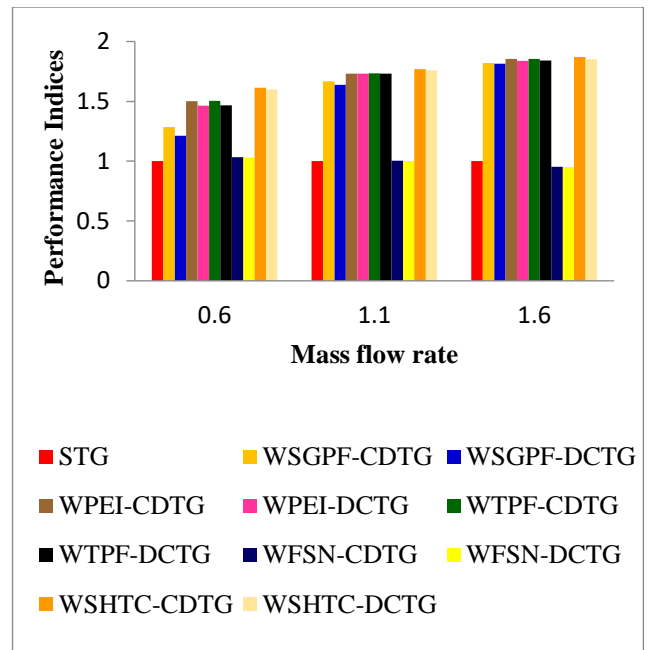 Performance Indices
2
1.5
1
0.5
0
0.6 1.1 1.6
Mass flow rate
STG WSGPF-CDTG WSGPF-DCTG
WPEI-CDTG WPEI-DCTG WTPF-CDTG
WTPF-DCTG WFSN-CDTG WFSN-DCTG
WSHTC-CDTG WSHTC-DCTG